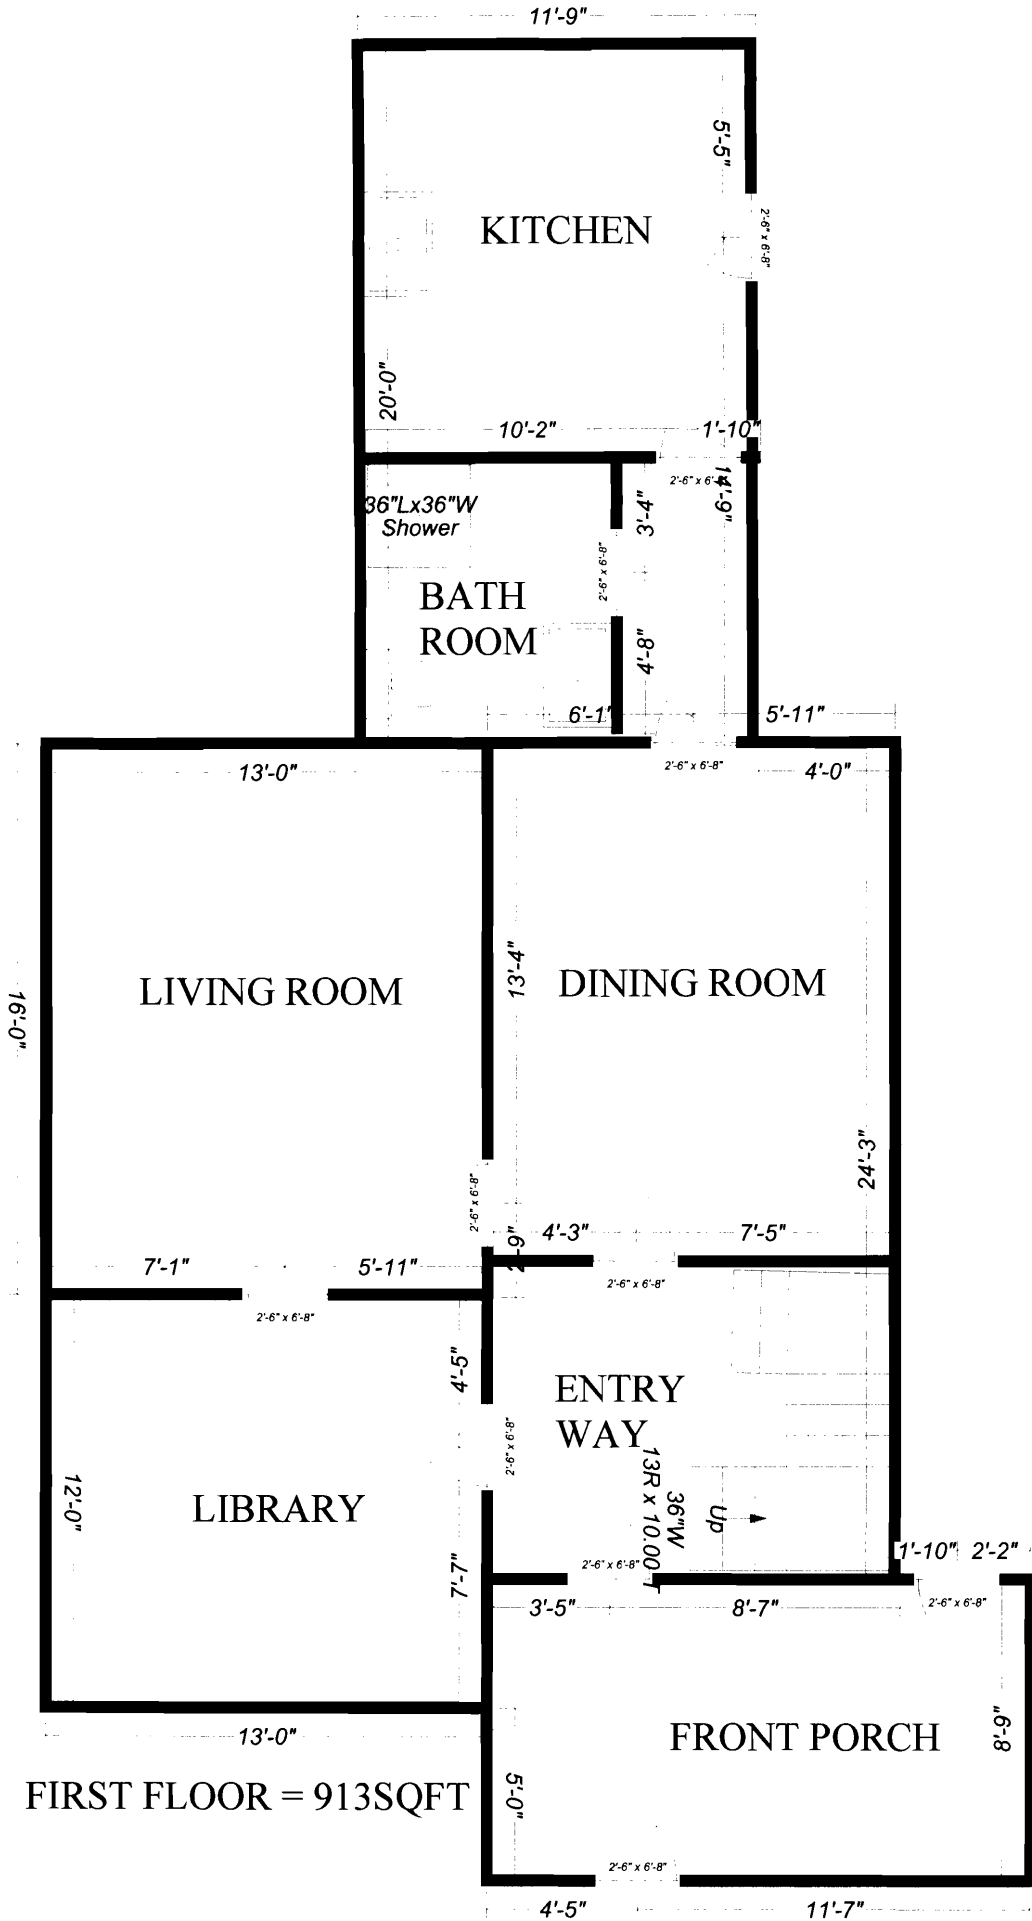 11'-9"
5'-5"
KITCHEN
2'-6" x 6'-8"
20'-0"
10'-2"
1'-10"
2'-6" x 6'-8"
14'-9"
36"Lx36"W
Shower
3'-4"
2'-6" x 6'-8"
BATH
ROOM
4'-8"
6'-1"
5'-11"
13'-0"
2'-6" x 6'-8"
4'-0"
13'-4"
LIVING ROOM
DINING ROOM
16'-0"
24'-3"
2'-6" x 6'-8"
4'-3"
7'-5"
2'-9"
7'-1"
5'-11"
2'-6" x 6'-8"
2'-6" x 6'-8"
4'-5"
ENTRY
WAY
2'-6" x 6'-8"
12'-0"
LIBRARY
13R x 10.00 T
36"W
Up
7'-7"
2'-6" x 6'-8"
1'-10"
2'-2"
3'-5"
8'-7"
2'-6" x 6'-8"
FRONT PORCH
8'-9"
13'-0"
FIRST FLOOR = 913SQFT
5'-0"
2'-6" x 6'-8"
4'-5"
11'-7"